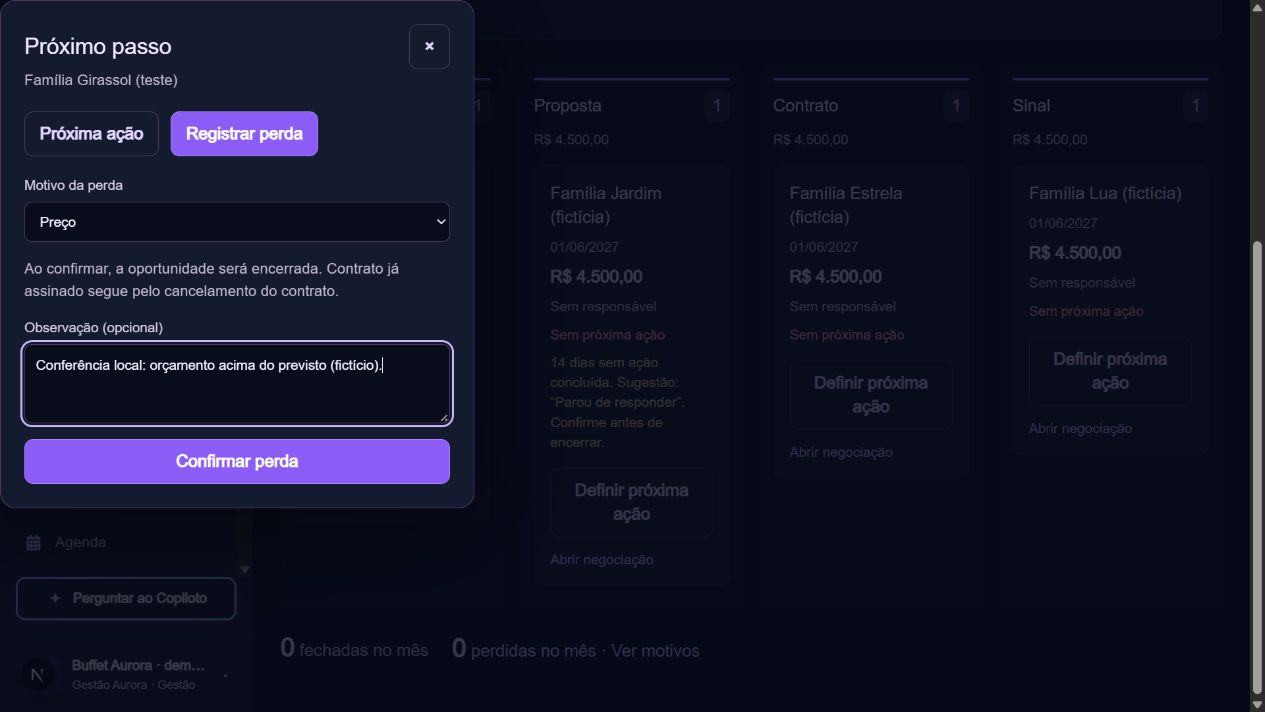 Próximo passo
×
Família Girassol (teste)
Próxima ação
Registrar perda
Motivo da perda
Preço
Ao confirmar, a oportunidade será encerrada. Contrato já
assinado segue pelo cancelamento do contrato.
Observação (opcional)
Conferência local: orçamento acima do previsto (fictício).
Confirmar perda
Agenda
Perguntar ao Copiloto
N
Buffet Aurora · dem...
Gestão Aurora · Gestão
1
Proposta
1
R$ 4.500,00
Família Jardim
(fictícia)
01/06/2027
R$ 4.500,00
Sem responsável
Sem próxima ação
14 dias sem ação
concluída. Sugestão:
"Parou de responder".
Confirme antes de
encerrar.
Definir próxima
ação
Abrir negociação
Contrato
1
R$ 4.500,00
Família Estrela
(fictícia)
01/06/2027
R$ 4.500,00
Sem responsável
Sem próxima ação
Definir próxima
ação
Abrir negociação
Sinal
1
R$ 4.500,00
Família Lua (fictícia)
01/06/2027
R$ 4.500,00
Sem responsável
Sem próxima ação
Definir próxima
ação
Abrir negociação
0 fechadas no mês
0 perdidas no mês · Ver motivos